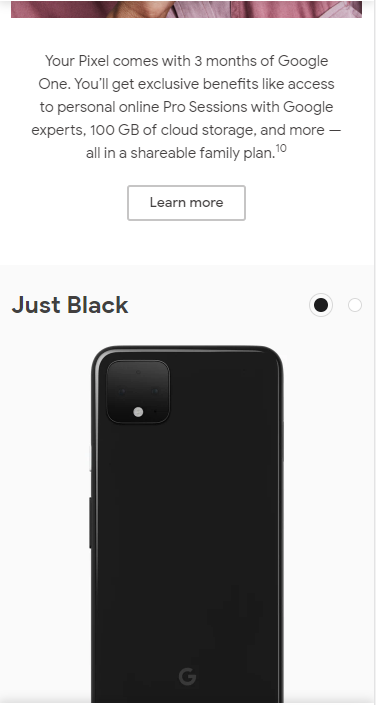 Your Pixel comes with 3 months of Google
One. You’ll get exclusive benefits like access
to personal online Pro Sessions with Google
experts, 100 GB of cloud storage, and more —
all in a shareable family plan.10
Learn more
Just Black
G